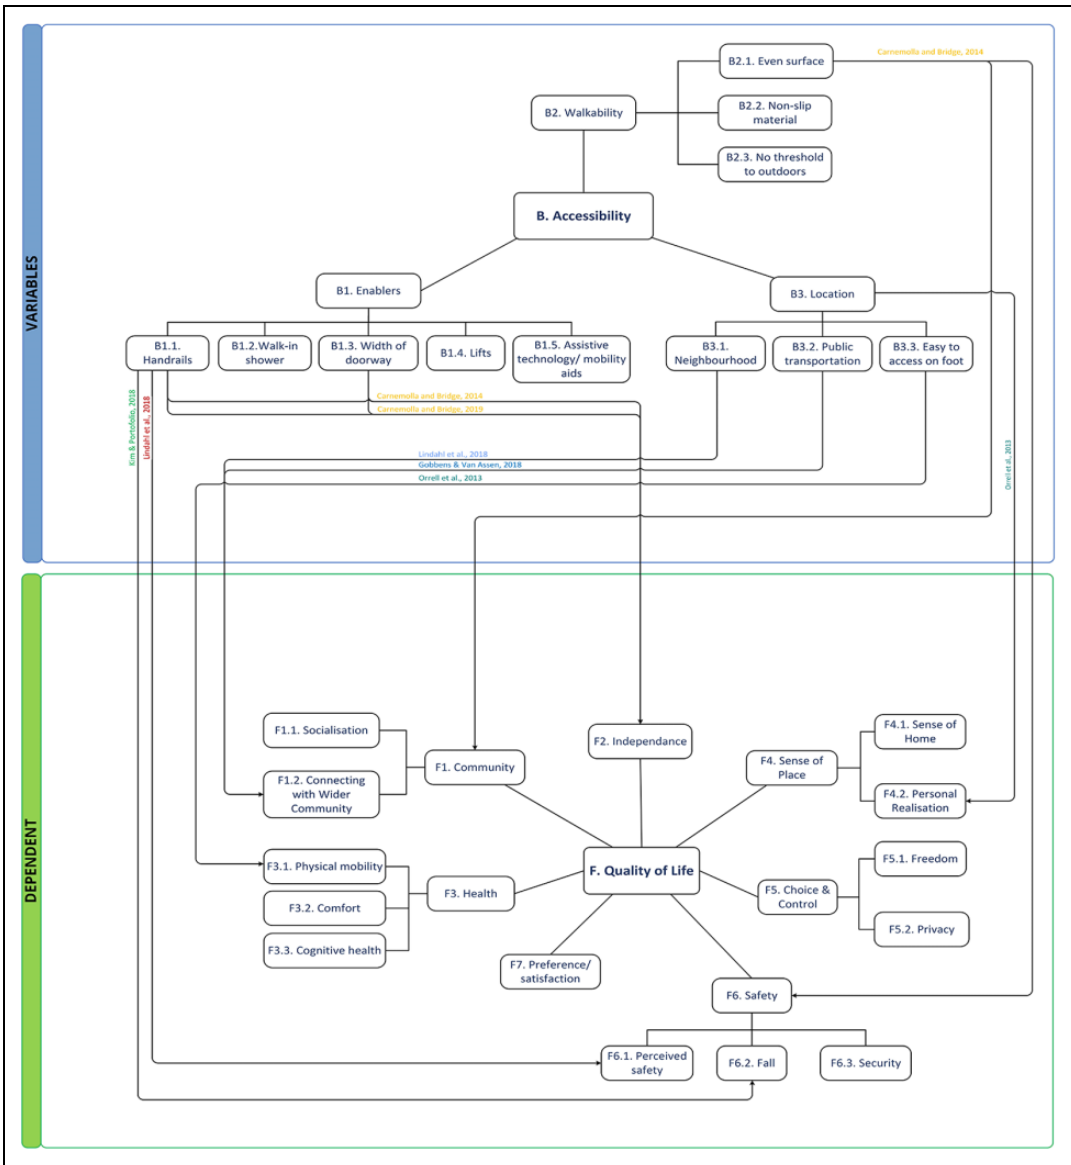 Carnemolla and Bridge, 2014
B2.1. Even surface
B2. Walkability
B2.2. Non-slip
material
B2.3. No threshold
to outdoors
B. Accessibility
VARIABLES
B1. Enablers
B3. Location
B1.1.
Handrails
B1.2.Walk-in
shower
B1.3. Width of
doorway
B1.4. Lifts
B1.5. Assistive
technology/ mobility
aids
B3.1.
Neighbourhood
B3.2. Public
transportation
B3.3. Easy to
access on foot
Kim & Portofolio, 2018
Lindahl et al., 2018
Carnemolla and Bridge, 2014
Carnemolla and Bridge, 2019
Lindahl et al., 2018
Gobbens & Van Assen, 2018
Orrell et al., 2013
Orrel et al., 2013
DEPENDENT
F1.1. Socialisation
F1. Community
F1.2. Connecting
with Wider
Community
F2. Independance
F4. Sense of
Place
F4.1. Sense of
Home
F4.2. Personal
Realisation
F. Quality of Life
F3.1. Physical mobility
F3. Health
F3.2. Comfort
F3.3. Cognitive health
F5. Choice &
Control
F5.1. Freedom
F5.2. Privacy
F7. Preference/
satisfaction
F6. Safety
F6.1. Perceived
safety
F6.2. Fall
F6.3. Security